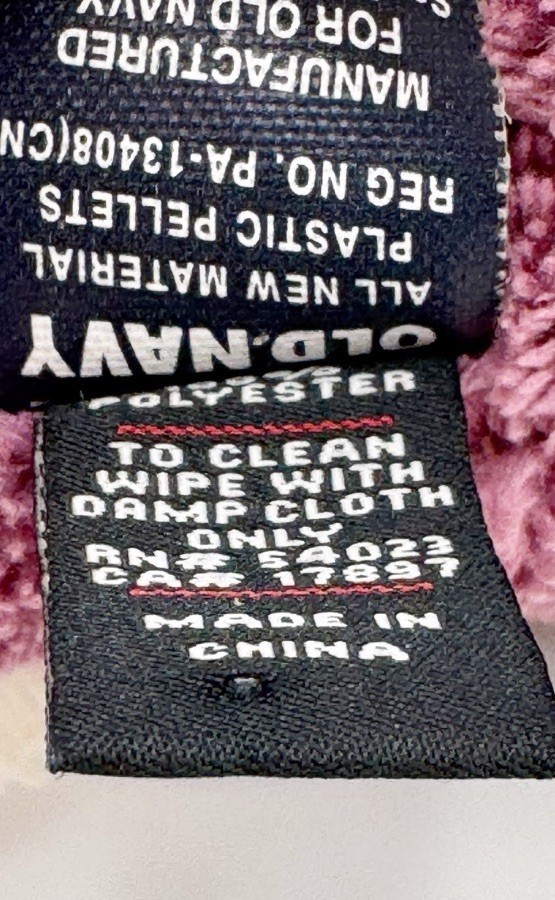 OLD-NAVY
ALL NEW MATERIAL
PLASTIC PELLETS
REG NO. PA-13408(CN
MANUFACTURED
FOR OLD NAVY
POLYESTER
TO CLEAN
WIPE WITH
DAMP CLOTH
ONLY
RN# 54023
CA# 17897
MADE IN
CHINA